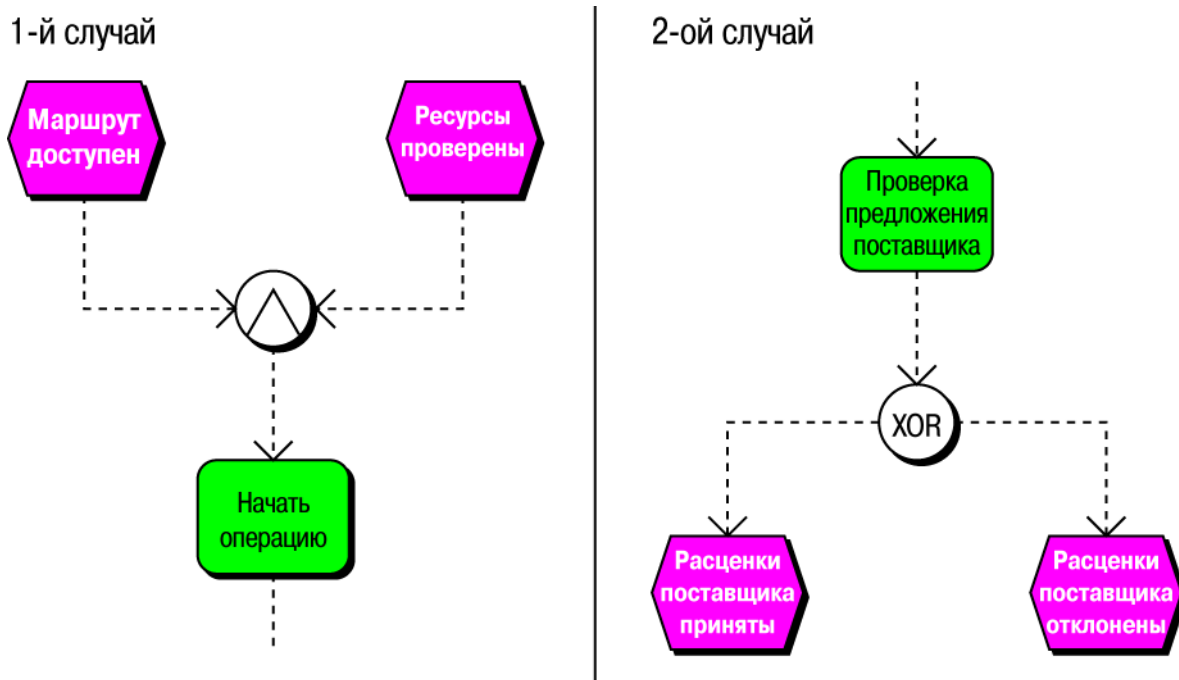 1-й случай
Маршрут
доступен
Ресурсы
проверены
Начать
операцию
2-ой случай
Проверка
предложения
поставщика
XOR
Расценки
поставщика
приняты
Расценки
поставщика
отклонены